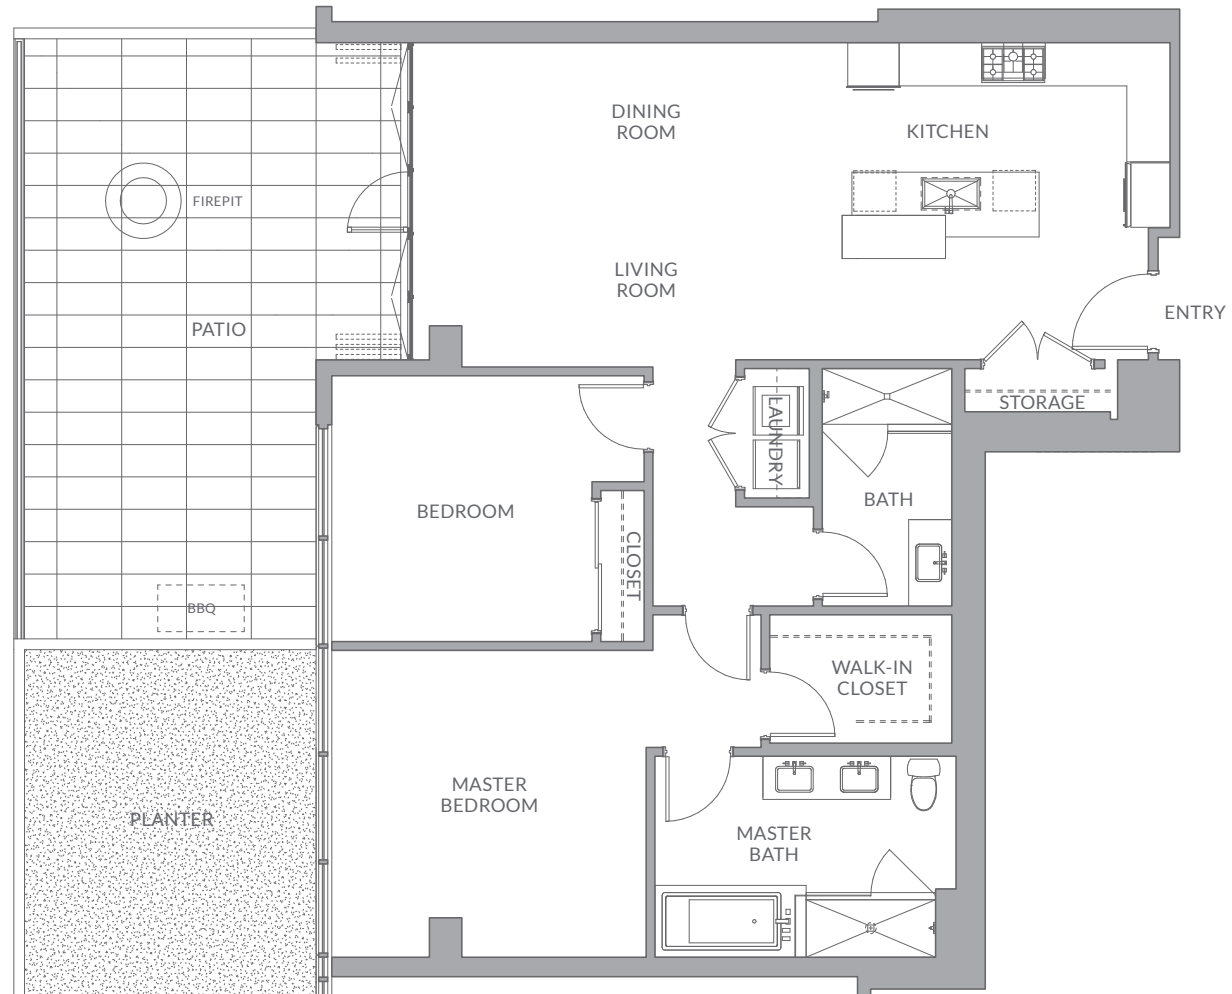 DINING
ROOM
KITCHEN
FIREPIT
LIVING
ROOM
ENTRY
PATIO
STORAGE
LAUNDRY
BATH
BEDROOM
CLOSET
BBQ
WALK-IN
CLOSET
MASTER
BEDROOM
PLANTER
MASTER
BATH